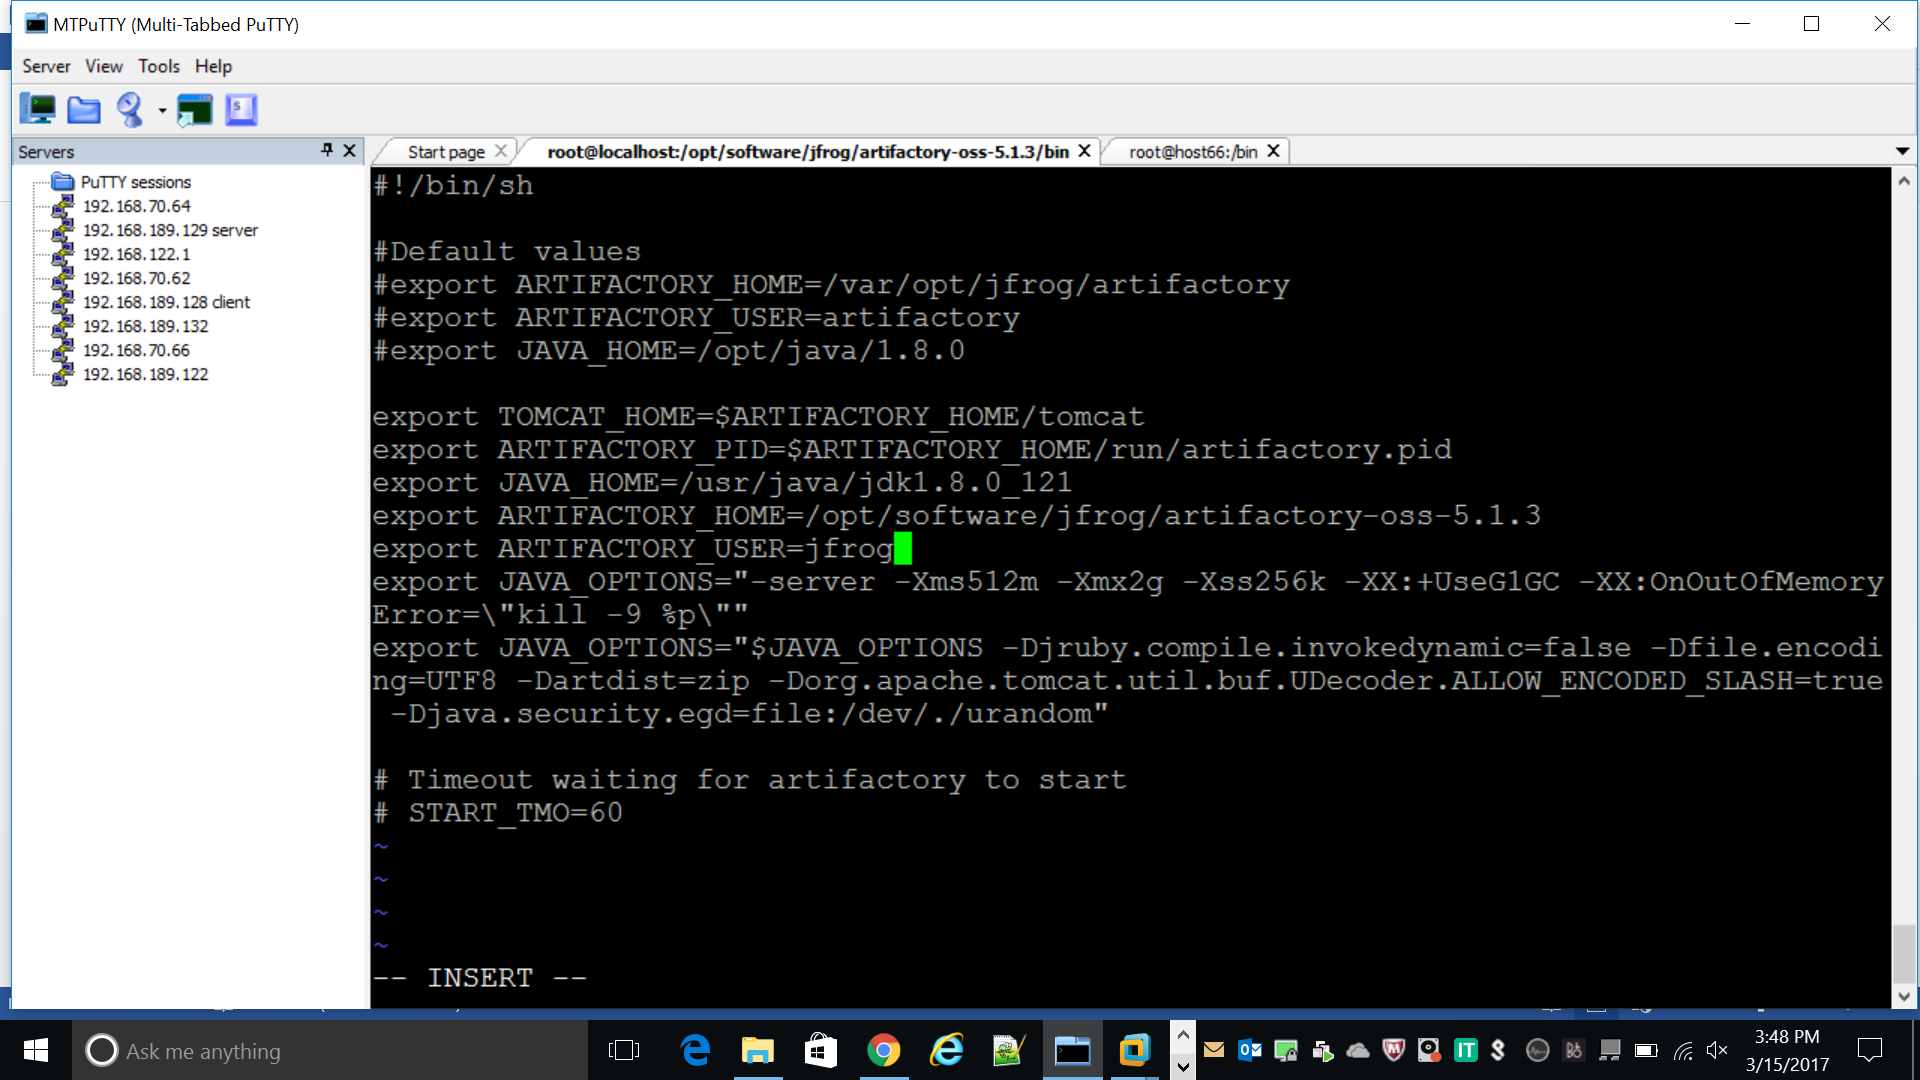 MTPuTTY (Multi-Tabbed PuTTY)
Server View Tools Help
Servers
PuTTY sessions
192.168.70.64
192.168.189.129 server
192.168.122.1
192.168.70.62
192.168.189.128 client
192.168.189.132
192.168.70.66
192.168.189.122
Start page
root@localhost:/opt/software/jfrog/artifactory-oss-5.1.3/bin
root@host66:/bin
#!/bin/sh
#Default values
#export ARTIFACTORY_HOME=/var/opt/jfrog/artifactory
#export ARTIFACTORY_USER=artifactory
#export JAVA_HOME=/opt/java/1.8.0
export TOMCAT_HOME=$ARTIFACTORY_HOME/tomcat
export ARTIFACTORY_PID=$ARTIFACTORY_HOME/run/artifactory.pid
export JAVA_HOME=/usr/java/jdk1.8.0_121
export ARTIFACTORY_HOME=/opt/software/jfrog/artifactory-oss-5.1.3
export ARTIFACTORY_USER=jfrog
export JAVA_OPTIONS="-server -Xms512m -Xmx2g -Xss256k -XX:+UseG1GC -XX:OnOutOfMemory
Error=\"kill -9 %p\""
export JAVA_OPTIONS="$JAVA_OPTIONS -Djruby.compile.invokedynamic=false -Dfile.encodi
ng=UTF8 -Dartdist=zip -Dorg.apache.tomcat.util.buf.UDecoder.ALLOW_ENCODED_SLASH=true
-Djava.security.egd=file:/dev/./urandom"
# Timeout waiting for artifactory to start
# START_TMO=60
~
~
~
~
-- INSERT --
Ask me anything
3:48 PM
3/15/2017